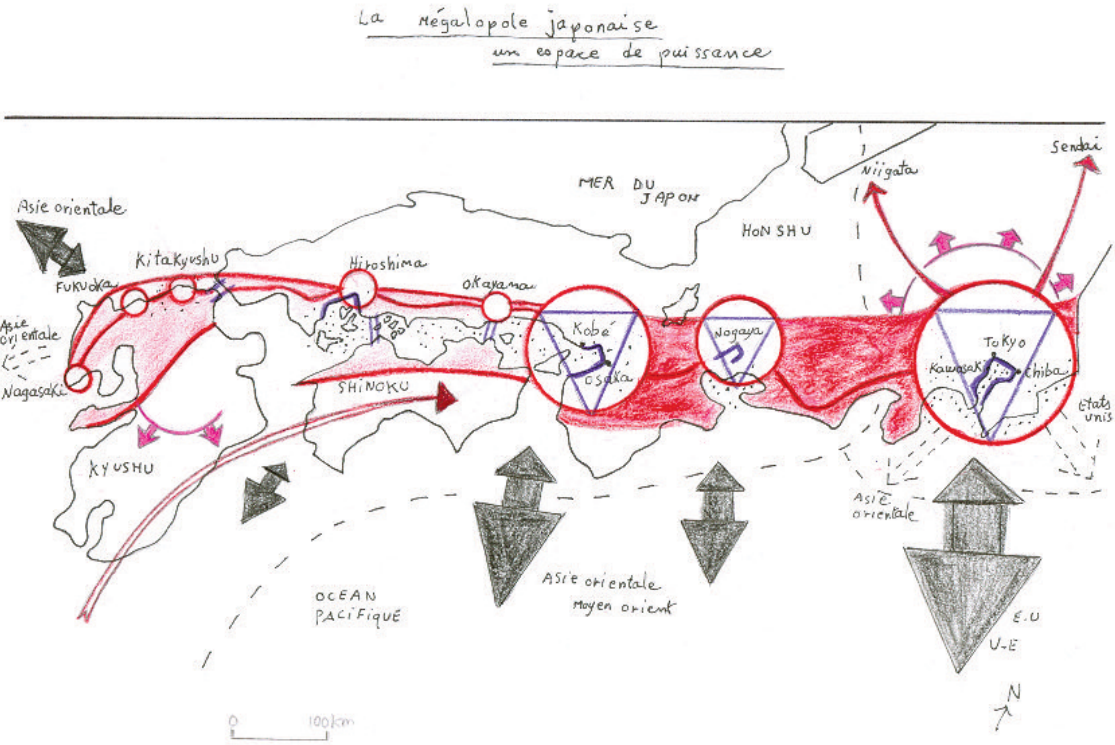 La Mégalopole japonaise
un espace de puissance
Sendai
Niigata
MER DU
JAPON
Asie orientale
HONSHU
Kitakyushu
Hiroshima
FUKUOKA
Okayama
Asie
orientale
Kobé
Nogaya
Tokyo
Osaka
Kawasaki
Chiba
Nagasaki
SHINOKU
Etats
unis
KYUSHU
Asie
orientale
Asie orientale
Moyen orient
OCEAN
PACIFIQUE
E.U
U-E
N
0 100km